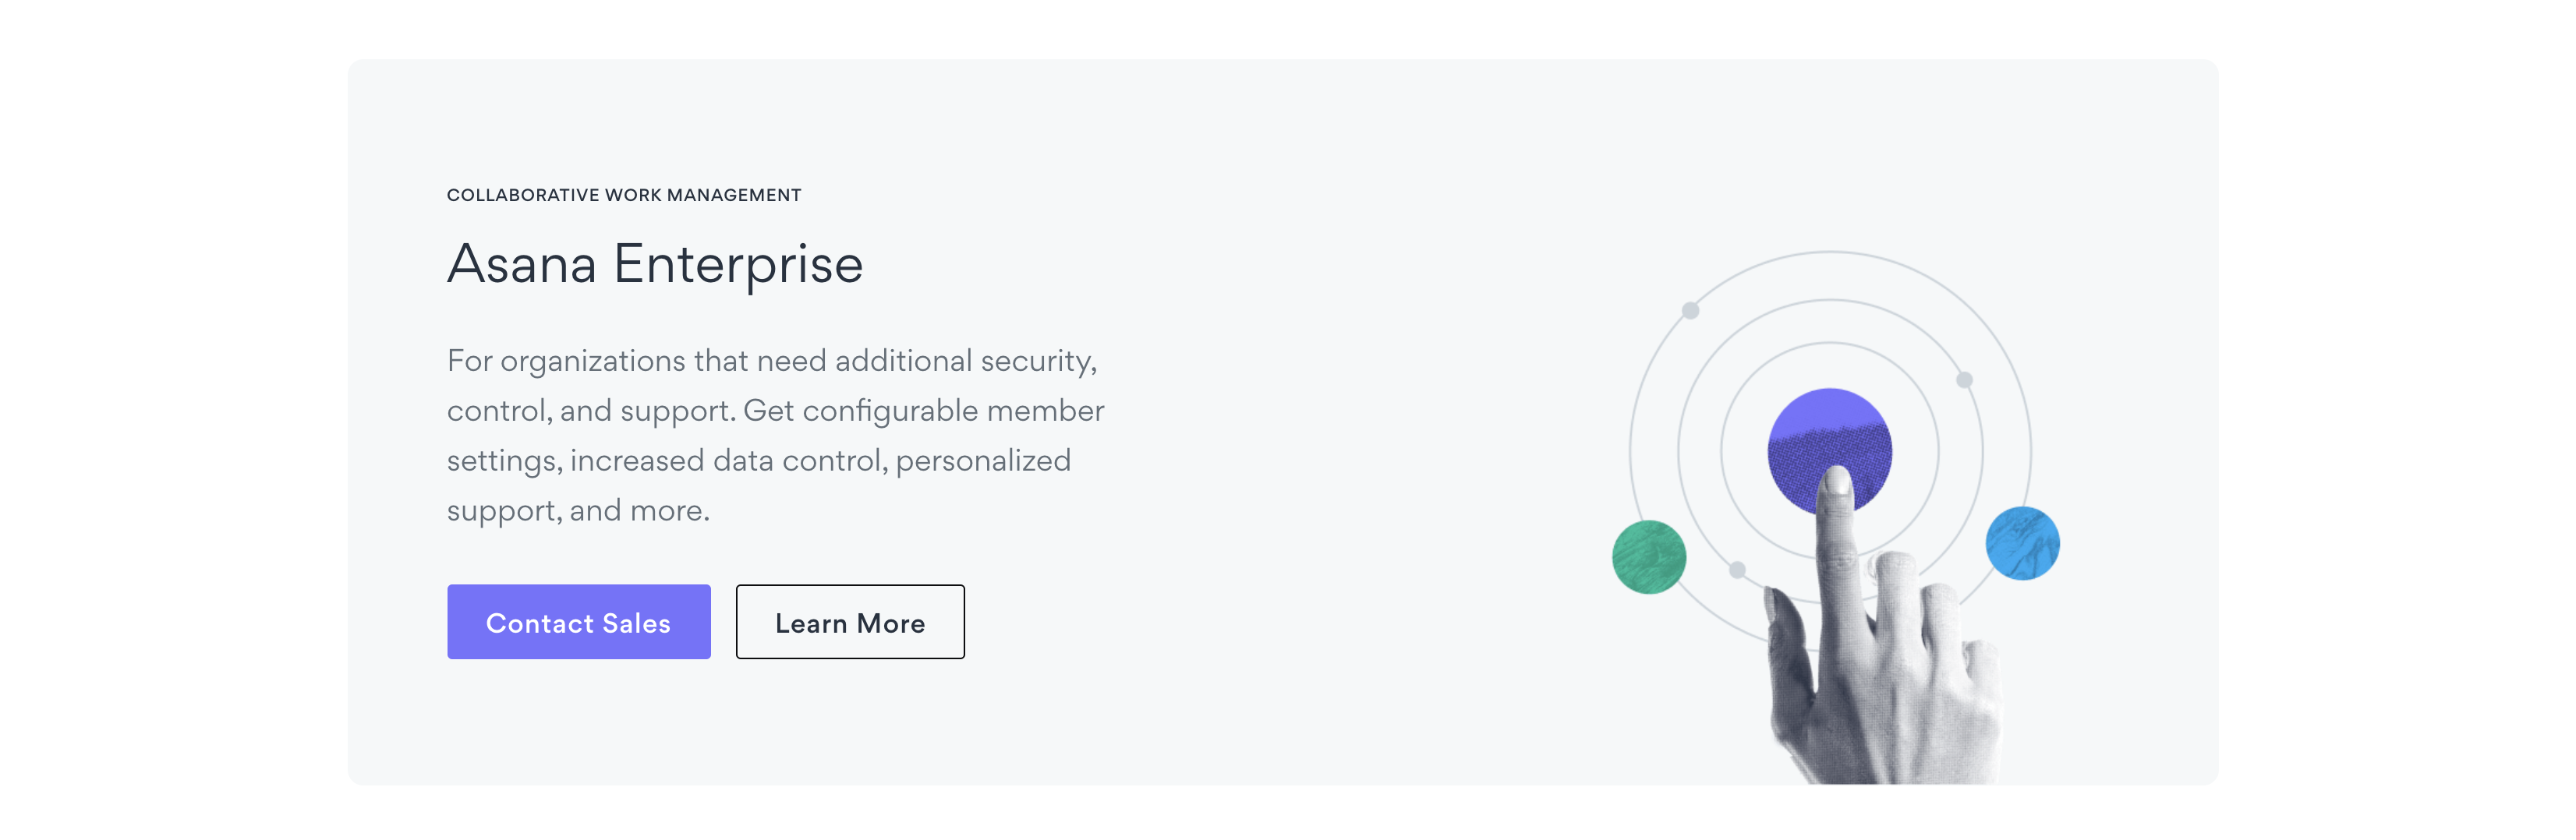 COLLABORATIVE WORK MANAGEMENT
Asana Enterprise
For organizations that need additional security,
control, and support. Get configurable member
settings, increased data control, personalized
support, and more.
Contact Sales
Learn More